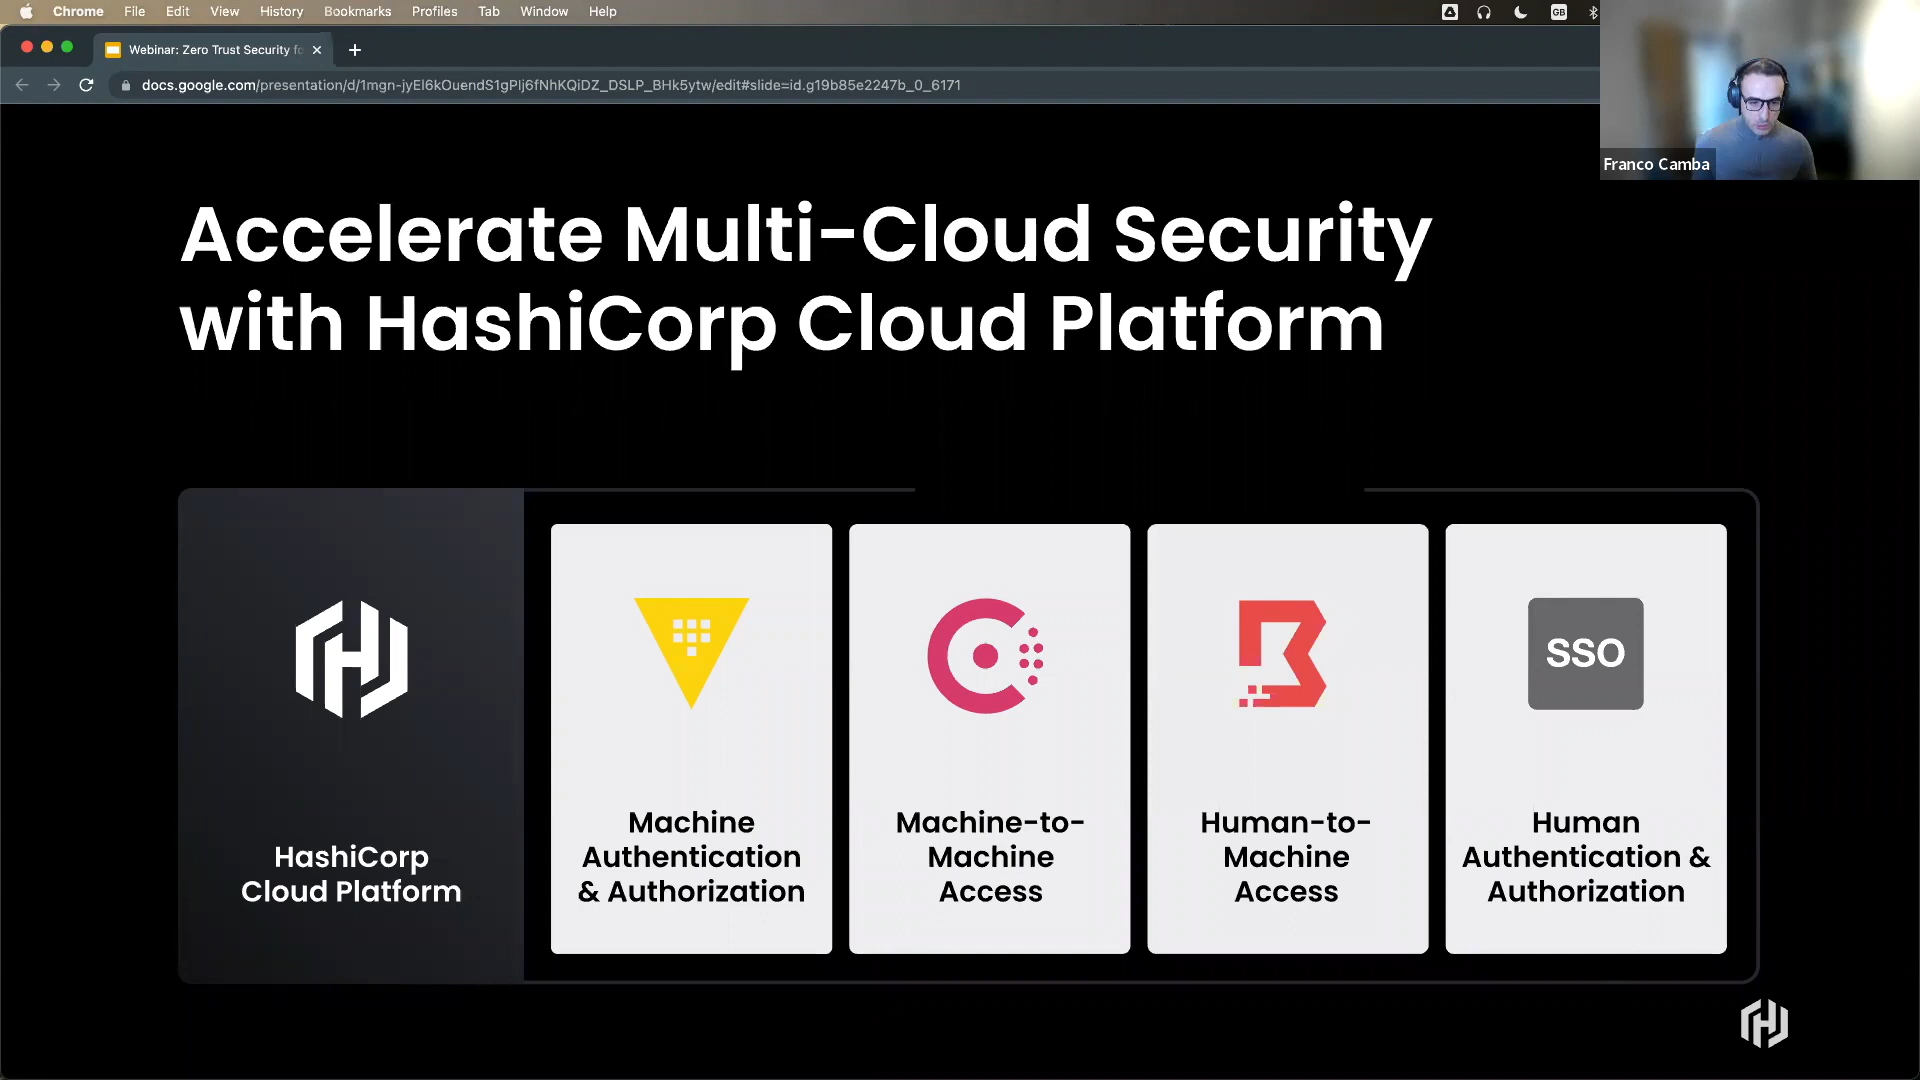 Chrome File Edit View History Bookmarks Profiles Tab Window Help
GB
Webinar: Zero Trust Security fo
docs.google.com/presentation/d/1mgn-jyEl6kOuendS1gPlj6fNhKQiDZ_DSLP_BHk5ytw/edit#slide=id.g19b85e2247b_0_6171
Franco Camba
Accelerate Multi-Cloud Security
with HashiCorp Cloud Platform
HashiCorp
Cloud Platform
Machine
Authentication
& Authorization
Machine-to-
Machine
Access
Human-to-
Machine
Access
SSO
Human
Authentication &
Authorization